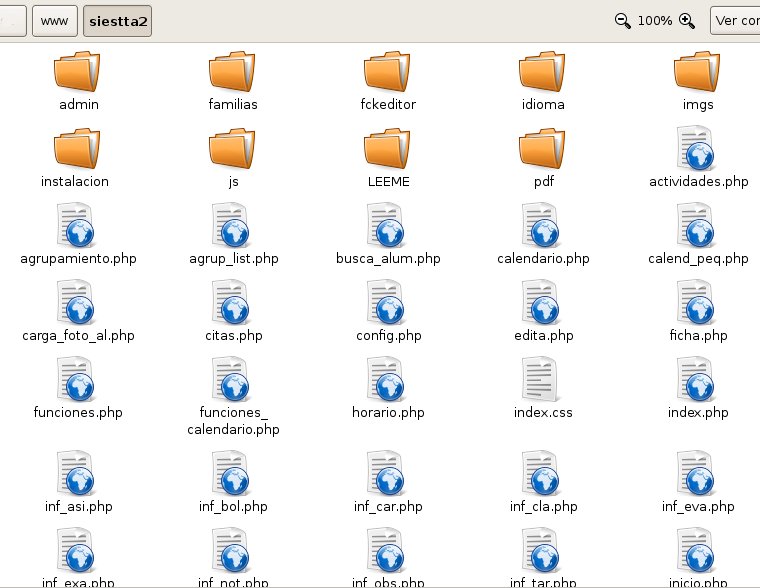 www siestta2 100% Ver con
admin familias fckeditor idioma imgs
instalacion js LEEME pdf actividades.php
agrupamiento.php agrup_list.php busca_alum.php calendario.php calend_peq.php
carga_foto_al.php citas.php config.php edita.php ficha.php
funciones.php funciones_ horario.php index.css index.php
calendario.php
inf_asi.php inf_bol.php inf_car.php inf_cla.php inf_eva.php
inf_exa.php inf_not.php inf_obs.php inf_tar.php inicio.php